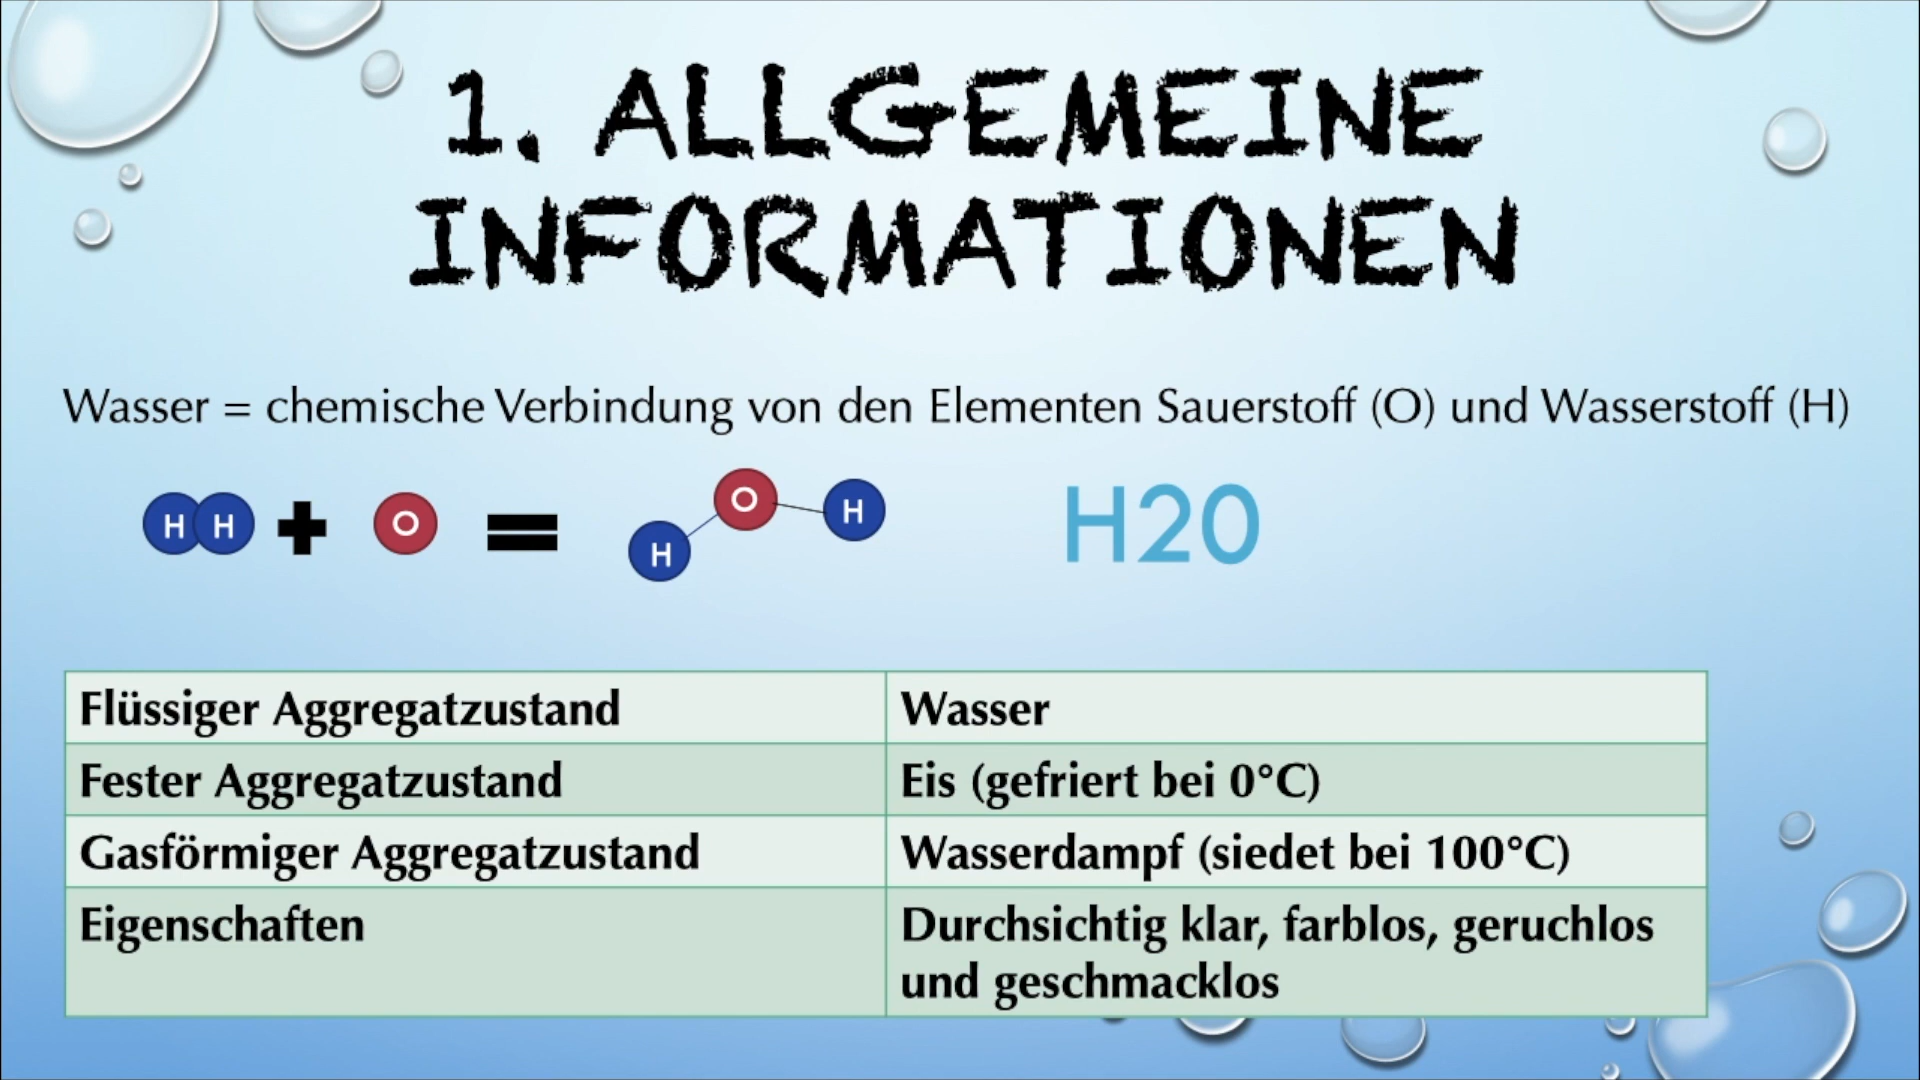 1. ALLGEMEINE
INFORMATIONEN
Wasser = chemische Verbindung von den Elementen Sauerstoff (O) und Wasserstoff (H)
H H + O = H O H H20
Flüssiger Aggregatzustand Wasser
Fester Aggregatzustand Eis (gefriert bei 0°C)
Gasförmiger Aggregatzustand Wasserdampf (siedet bei 100°C)
Eigenschaften Durchsichtig klar, farblos, geruchlos
und geschmacklos